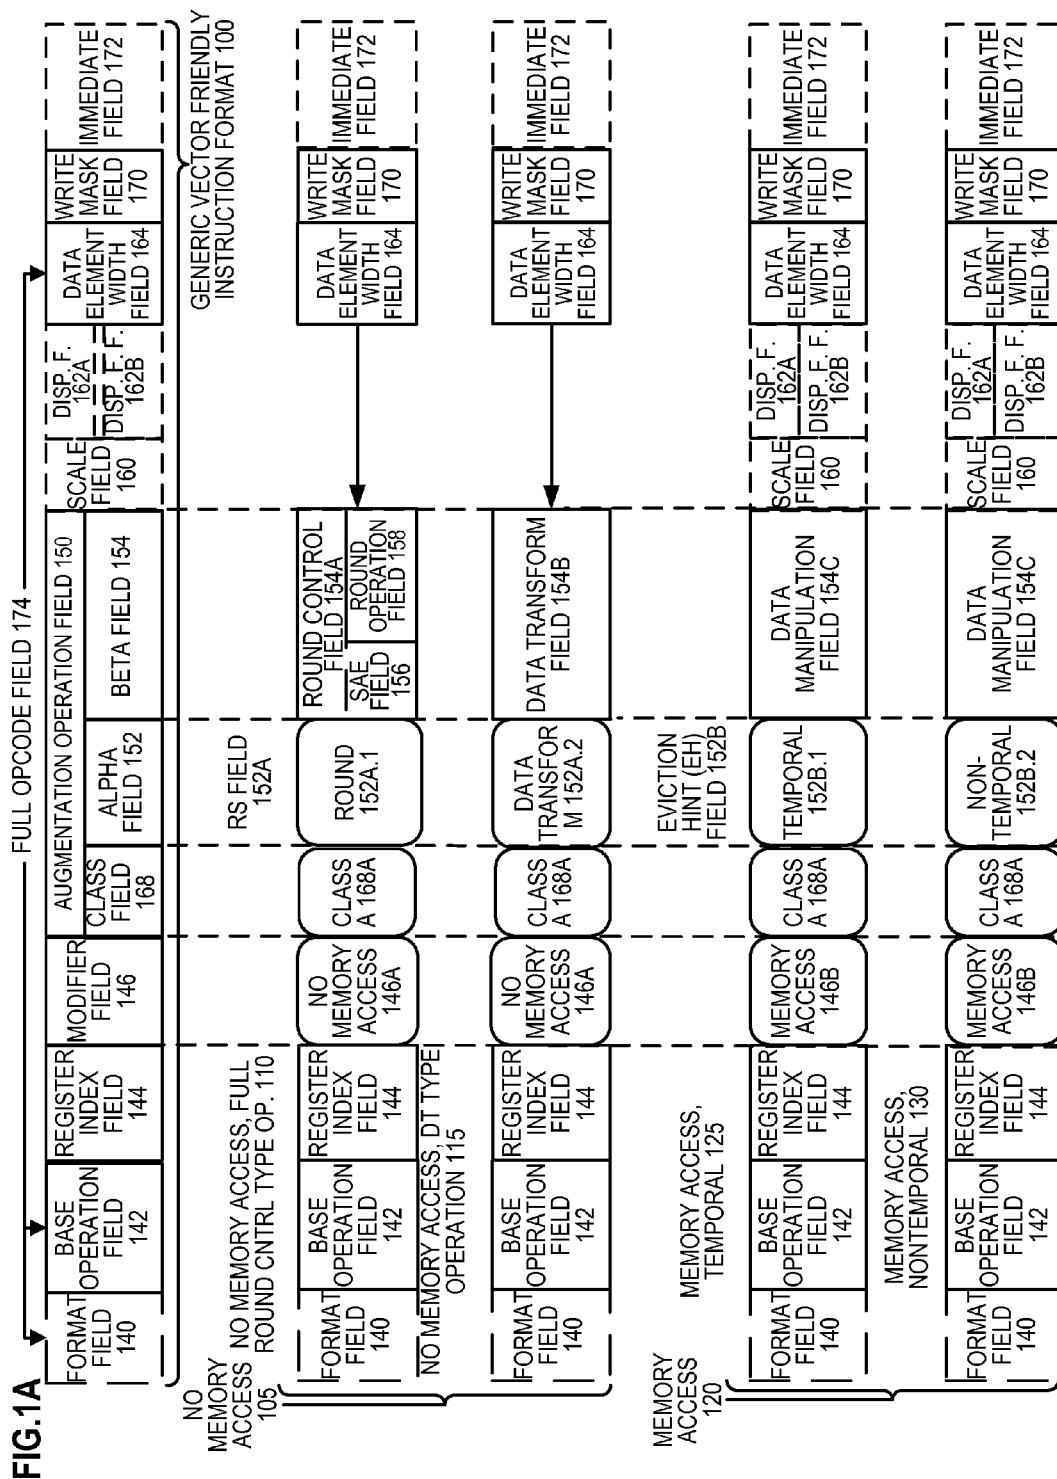 FIG.1A
FULL OPCODE FIELD 174
FORMAT
FIELD
140
BASE
OPERATION
FIELD
142
REGISTER
INDEX
FIELD
144
MODIFIER
FIELD
146
AUGMENTATION OPERATION FIELD 150
CLASS
FIELD
168
ALPHA
FIELD 152
BETA FIELD 154
SCALE
FIELD
160
DISP. F.
162A
DISP. F. F.
162B
DATA
ELEMENT
WIDTH
FIELD 164
WRITE
MASK
FIELD
170
IMMEDIATE
FIELD 172
GENERIC VECTOR FRIENDLY
INSTRUCTION FORMAT 100
NO
MEMORY
ACCESS
105
NO MEMORY ACCESS, FULL
ROUND CNTRL TYPE OP. 110
RS FIELD
152A
FORMAT
FIELD
140
BASE
OPERATION
FIELD
142
REGISTER
INDEX
FIELD
144
NO
MEMORY
ACCESS
146A
CLASS
A 168A
ROUND
152A.1
ROUND CONTROL
FIELD 154A
SAE
FIELD
156
ROUND
OPERATION
FIELD 158
DATA
ELEMENT
WIDTH
FIELD 164
WRITE
MASK
FIELD
170
IMMEDIATE
FIELD 172
NO MEMORY ACCESS, DT TYPE
OPERATION 115
FORMAT
FIELD
140
BASE
OPERATION
FIELD
142
REGISTER
INDEX
FIELD
144
NO
MEMORY
ACCESS
146A
CLASS
A 168A
DATA
TRANSFOR
M 152A.2
DATA TRANSFORM
FIELD 154B
DATA
ELEMENT
WIDTH
FIELD 164
WRITE
MASK
FIELD
170
IMMEDIATE
FIELD 172
MEMORY
ACCESS
120
MEMORY ACCESS,
TEMPORAL 125
EVICTION
HINT (EH)
FIELD 152B
FORMAT
FIELD
140
BASE
OPERATION
FIELD
142
REGISTER
INDEX
FIELD
144
MEMORY
ACCESS
146B
CLASS
A 168A
TEMPORAL
152B.1
DATA
MANIPULATION
FIELD 154C
SCALE
FIELD
160
DISP. F.
162A
DISP. F. F.
162B
DATA
ELEMENT
WIDTH
FIELD 164
WRITE
MASK
FIELD
170
IMMEDIATE
FIELD 172
MEMORY ACCESS,
NONTEMPORAL 130
FORMAT
FIELD
140
BASE
OPERATION
FIELD
142
REGISTER
INDEX
FIELD
144
MEMORY
ACCESS
146B
CLASS
A 168A
NON-
TEMPORAL
152B.2
DATA
MANIPULATION
FIELD 154C
SCALE
FIELD
160
DISP. F.
162A
DISP. F. F.
162B
DATA
ELEMENT
WIDTH
FIELD 164
WRITE
MASK
FIELD
170
IMMEDIATE
FIELD 172